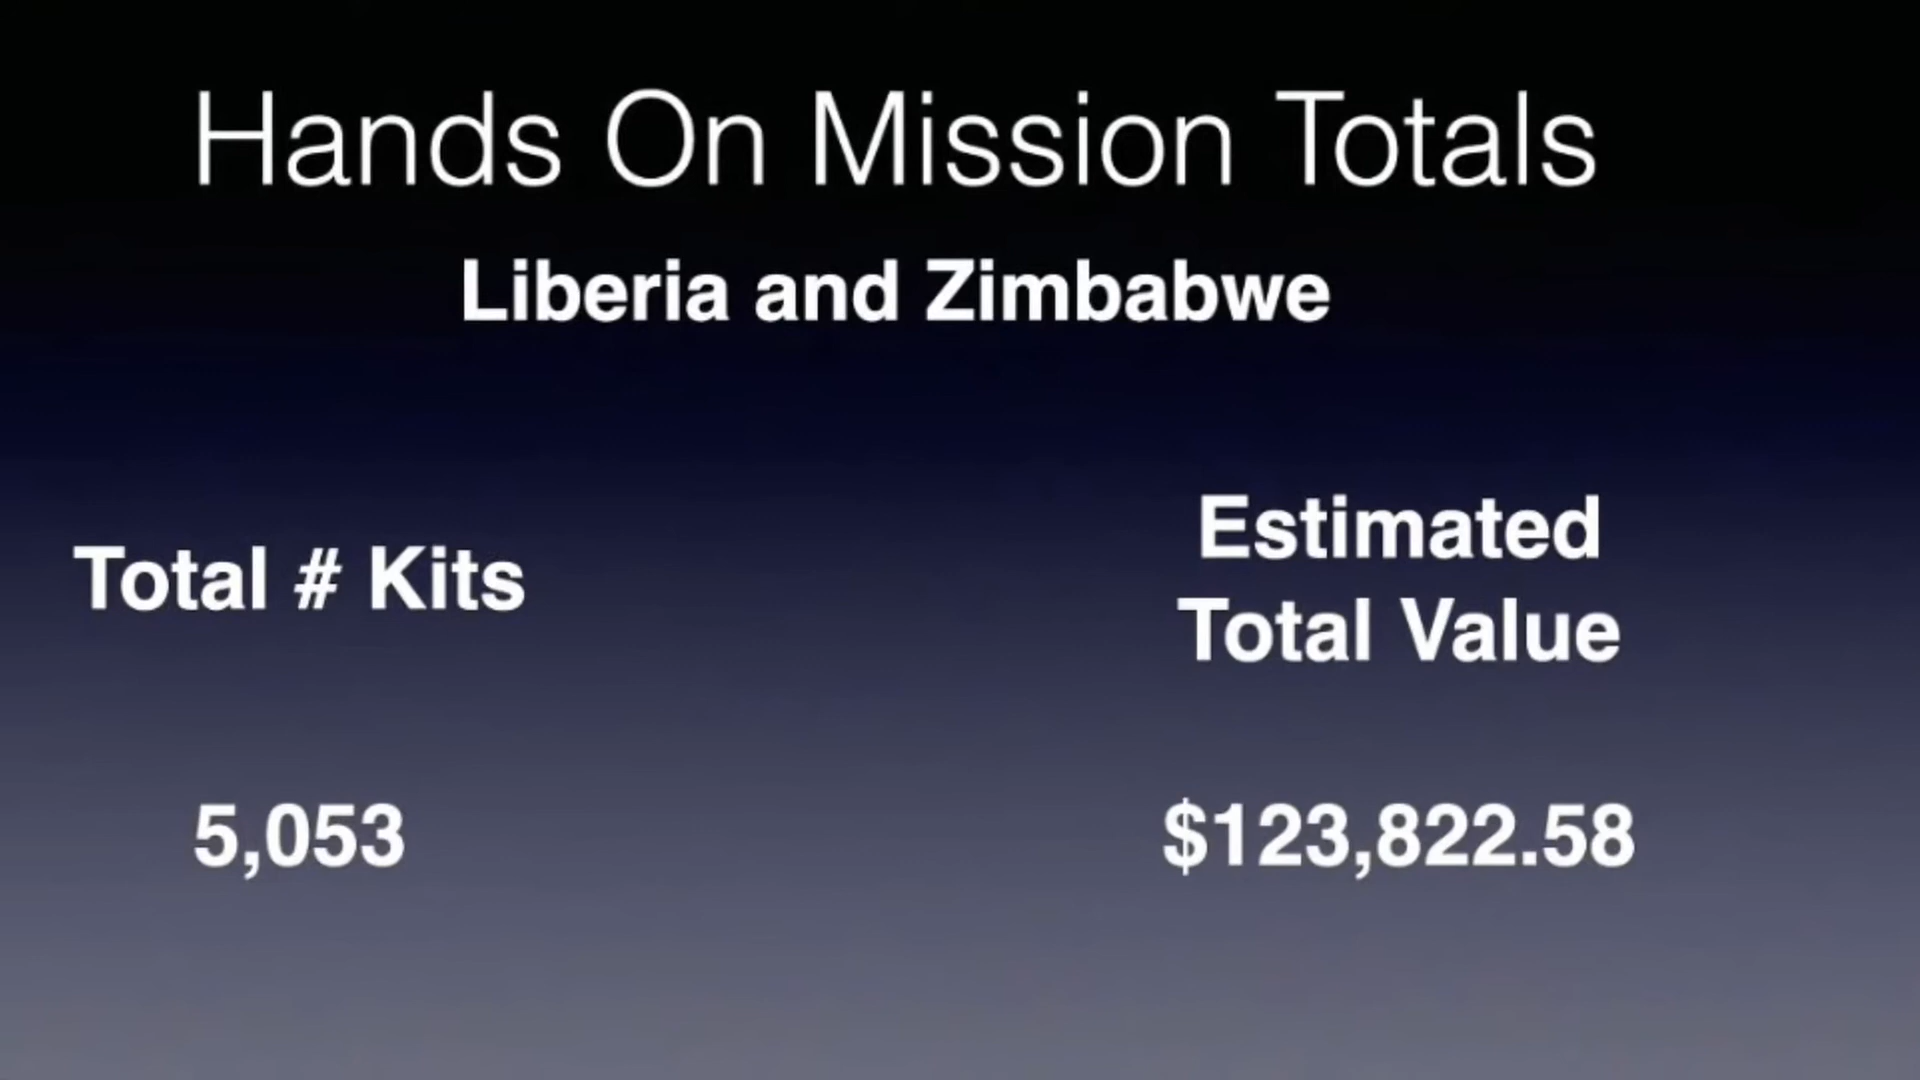 Hands On Mission Totals
Liberia and Zimbabwe
Total # Kits
Estimated
Total Value
5,053
$123,822.58